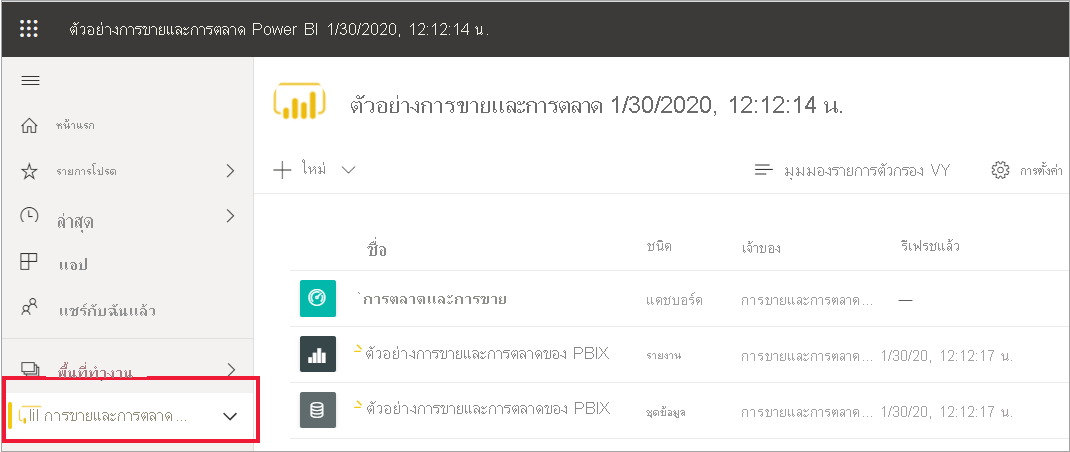 ตัวอย่างการขายและการตลาด Power BI 1/30/2020, 12:12:14 น.
ตัวอย่างการขายและการตลาด 1/30/2020, 12:12:14 น.
หน้าแรก
รายการโปรด
ล่าสุด
แอป
แชร์กับฉันแล้ว
พื้นที่ทำงาน
การขายและการตลาด...
ใหม่ มุมมองรายการตัวกรอง VY การตั้งค่า
ชื่อ ชนิด เจ้าของ รีเฟรชแล้ว
`การตลาดและการขาย แดชบอร์ด การขายและการตลาด... —
ตัวอย่างการขายและการตลาดของ PBIX รายงาน การขายและการตลาด... 1/30/20, 12:12:17 น.
ตัวอย่างการขายและการตลาดของ PBIX ชุดข้อมูล การขายและการตลาด... 1/30/20, 12:12:17 น.